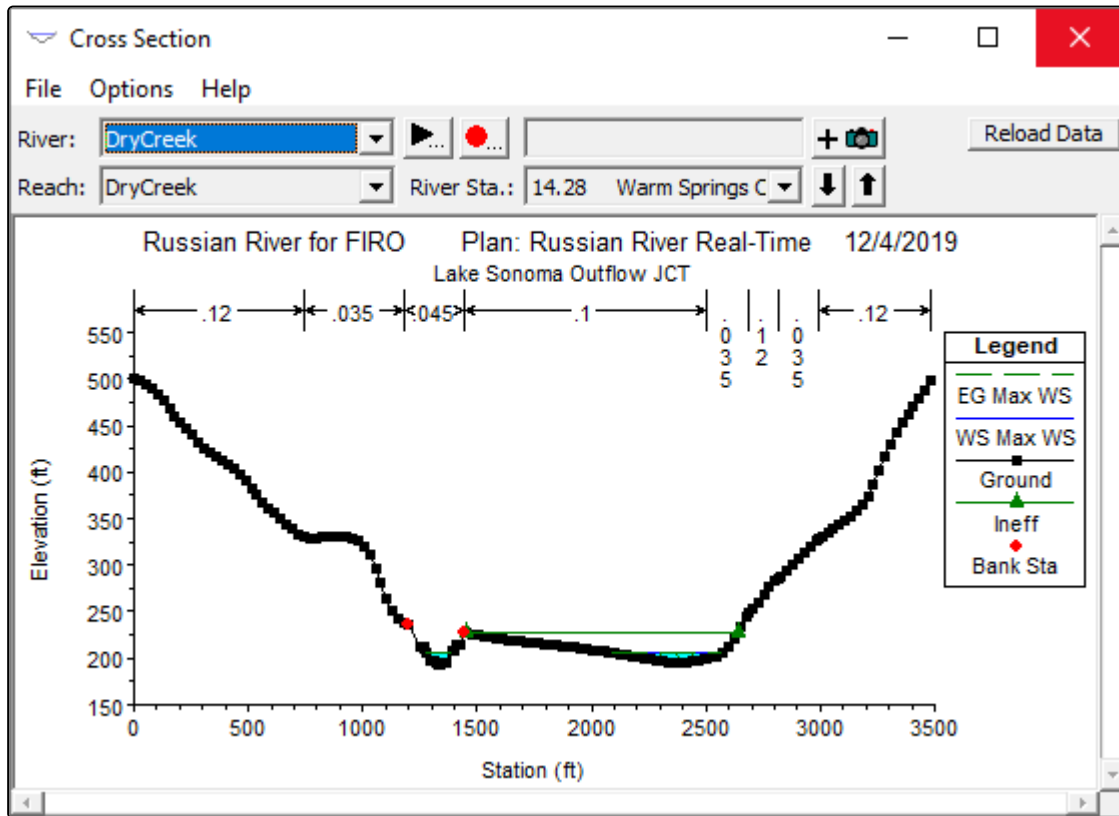 Cross Section
File Options Help
River: DryCreek ... ... Reload Data
Reach: DryCreek River Sta.: 14.28 Warm Springs C
Russian River for FIRO Plan: Russian River Real-Time 12/4/2019
Lake Sonoma Outflow JCT
.12 .035 .045 .1 .035 .12 .035 .12
550
500
450
400
350
300
250
200
150
Elevation (ft)
0 500 1000 1500 2000 2500 3000 3500
Station (ft)
Legend
EG Max WS
WS Max WS
Ground
Ineff
Bank Sta